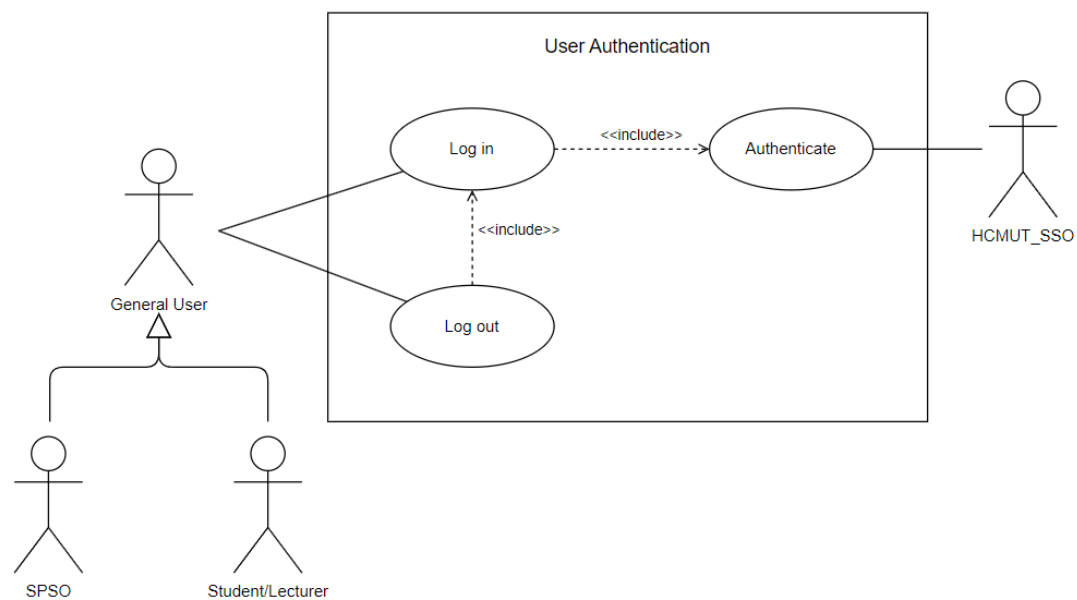 User Authentication
Log in
<<include>>
Authenticate
HCMUT_SSO
<<include>>
General User
Log out
SPSO
Student/Lecturer